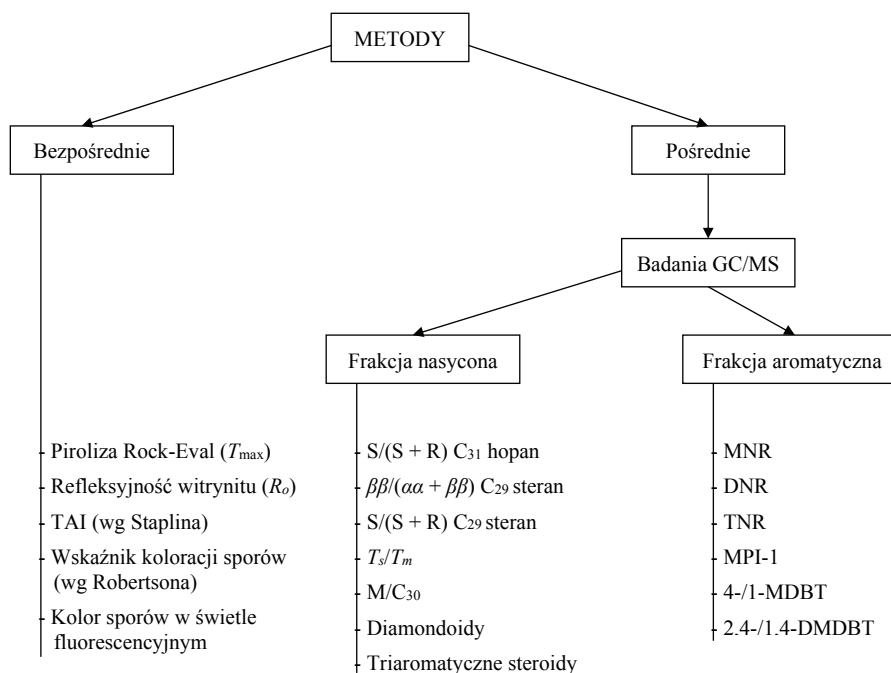 METODY
Bezpośrednie
Pośrednie
Badania GC/MS
Frakcja nasycona
Frakcja aromatyczna
Piroliza Rock-Eval (Tmax)
Refleksyjność witrynitu (Ro)
TAI (wg Staplina)
Wskaźnik koloracji sporów
(wg Robertsona)
Kolor sporów w świetle
fluorescencyjnym
S/(S + R) C31 hopan
ββ/(αα + ββ) C29 steran
S/(S + R) C29 steran
Ts/Tm
M/C30
Diamondoidy
Triaromatyczne steroidy
MNR
DNR
TNR
MPI-1
4-/1-MDBT
2.4-/1.4-DMDBT